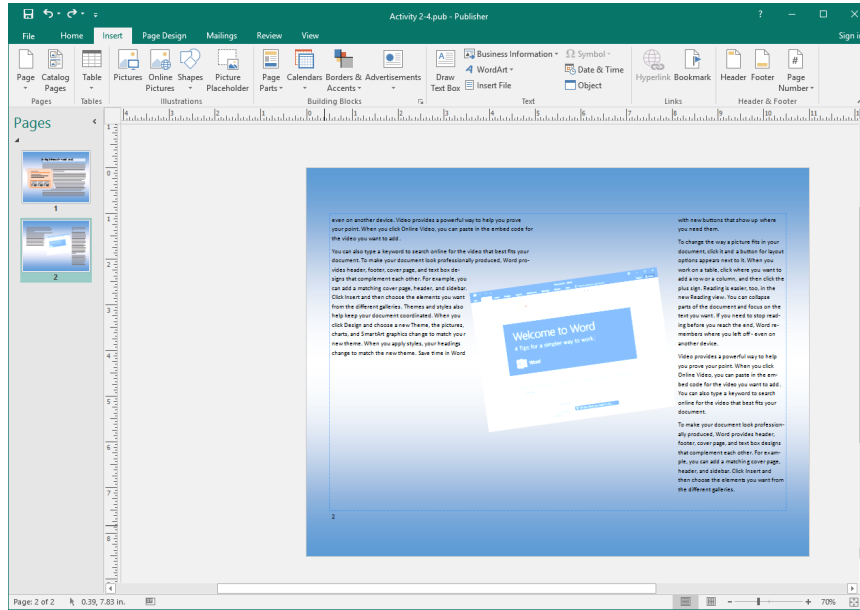 Activity 2-4.pub - Publisher
?
File Home Insert Page Design Mailings Review View
Sign in
Page Catalog Pages Table Pictures Online Pictures Shapes Picture Placeholder Page Parts Calendars Borders & Accents Advertisements Draw Text Box Business Information Symbol Hyperlink Bookmark Header Footer Page Number
WordArt Date & Time
Insert File Object
Pages Tables Illustrations Building Blocks Text Links Header & Footer
Pages
1
2
even on another device. Video provides a powerful way to help you prove
your point. When you click Online Video, you can paste in the embed code for
the video you want to add .
You can also type a keyword to search online for the video that best fits your
document. To make your document look professionally produced, Word pro-
vides header, footer, cover page, and text box de-
signs that complement each other. For example, you
can add a matching cover page, header, and sidebar.
Click Insert and then choose the elements you want
from the different galleries. Themes and styles also
help keep your document coordinated. When you
click Design and choose a new Theme, the pictures,
charts, and SmartArt graphics change to match your
new theme. When you apply styles, your headings
change to match the new theme. Save time in Word
Welcome to Word
4 Tips for a simpler way to work.
Word
with new buttons that show up where
you need them.
To change the way a picture fits in your
document, click it and a button for layout
options appears next to it. When you
work on a table, click where you want to
add a row or a column, and then click the
plus sign. Reading is easier, too, in the
new Reading view. You can collapse
parts of the document and focus on the
text you want. If you need to stop read-
ing before you reach the end, Word re-
members where you left off - even on
another device.
Video provides a powerful way to help
you prove your point. When you click
Online Video, you can paste in the em-
bed code for the video you want to add .
You can also type a keyword to search
online for the video that best fits your
document.
To make your document look profession-
ally produced, Word provides header,
footer, cover page, and text box designs
that complement each other. For exam-
ple, you can add a matching cover page,
header, and sidebar. Click Insert and
then choose the elements you want from
the different galleries.
2
Page: 2 of 2 0.39, 7.83 in. 70%